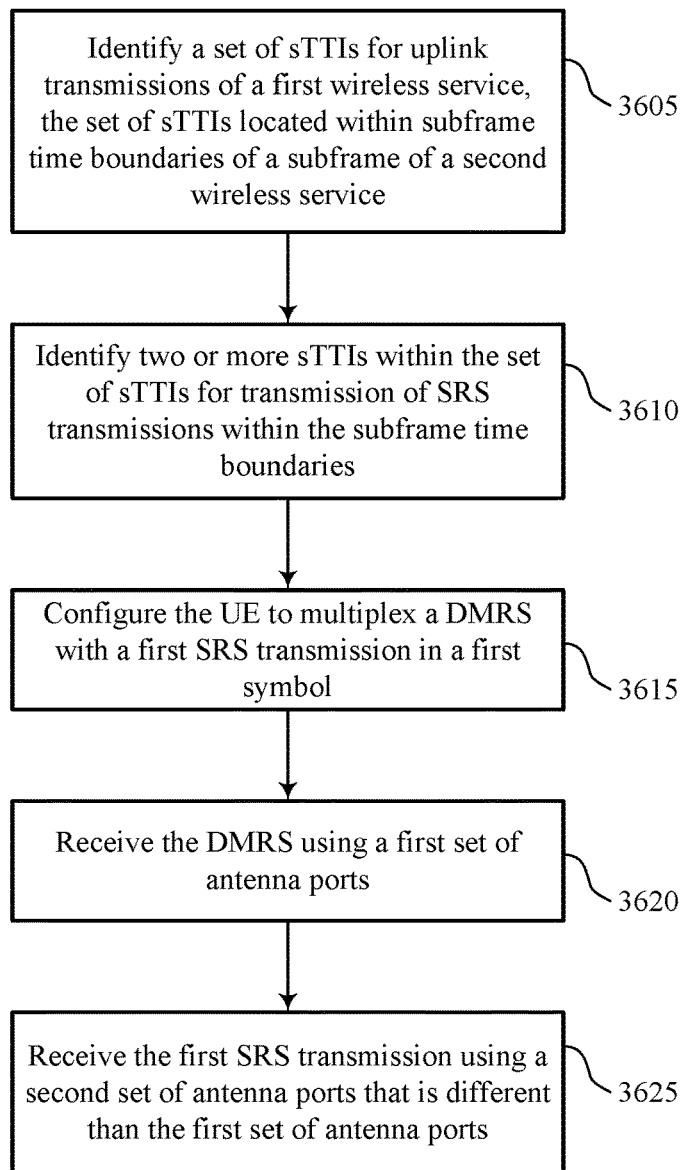 Identify a set of sTTIs for uplink
transmissions of a first wireless service,
the set of sTTIs located within subframe
time boundaries of a subframe of a second
wireless service
3605
Identify two or more sTTIs within the set
of sTTIs for transmission of SRS
transmissions within the subframe time
boundaries
3610
Configure the UE to multiplex a DMRS
with a first SRS transmission in a first
symbol
3615
Receive the DMRS using a first set of
antenna ports
3620
Receive the first SRS transmission using a
second set of antenna ports that is different
than the first set of antenna ports
3625